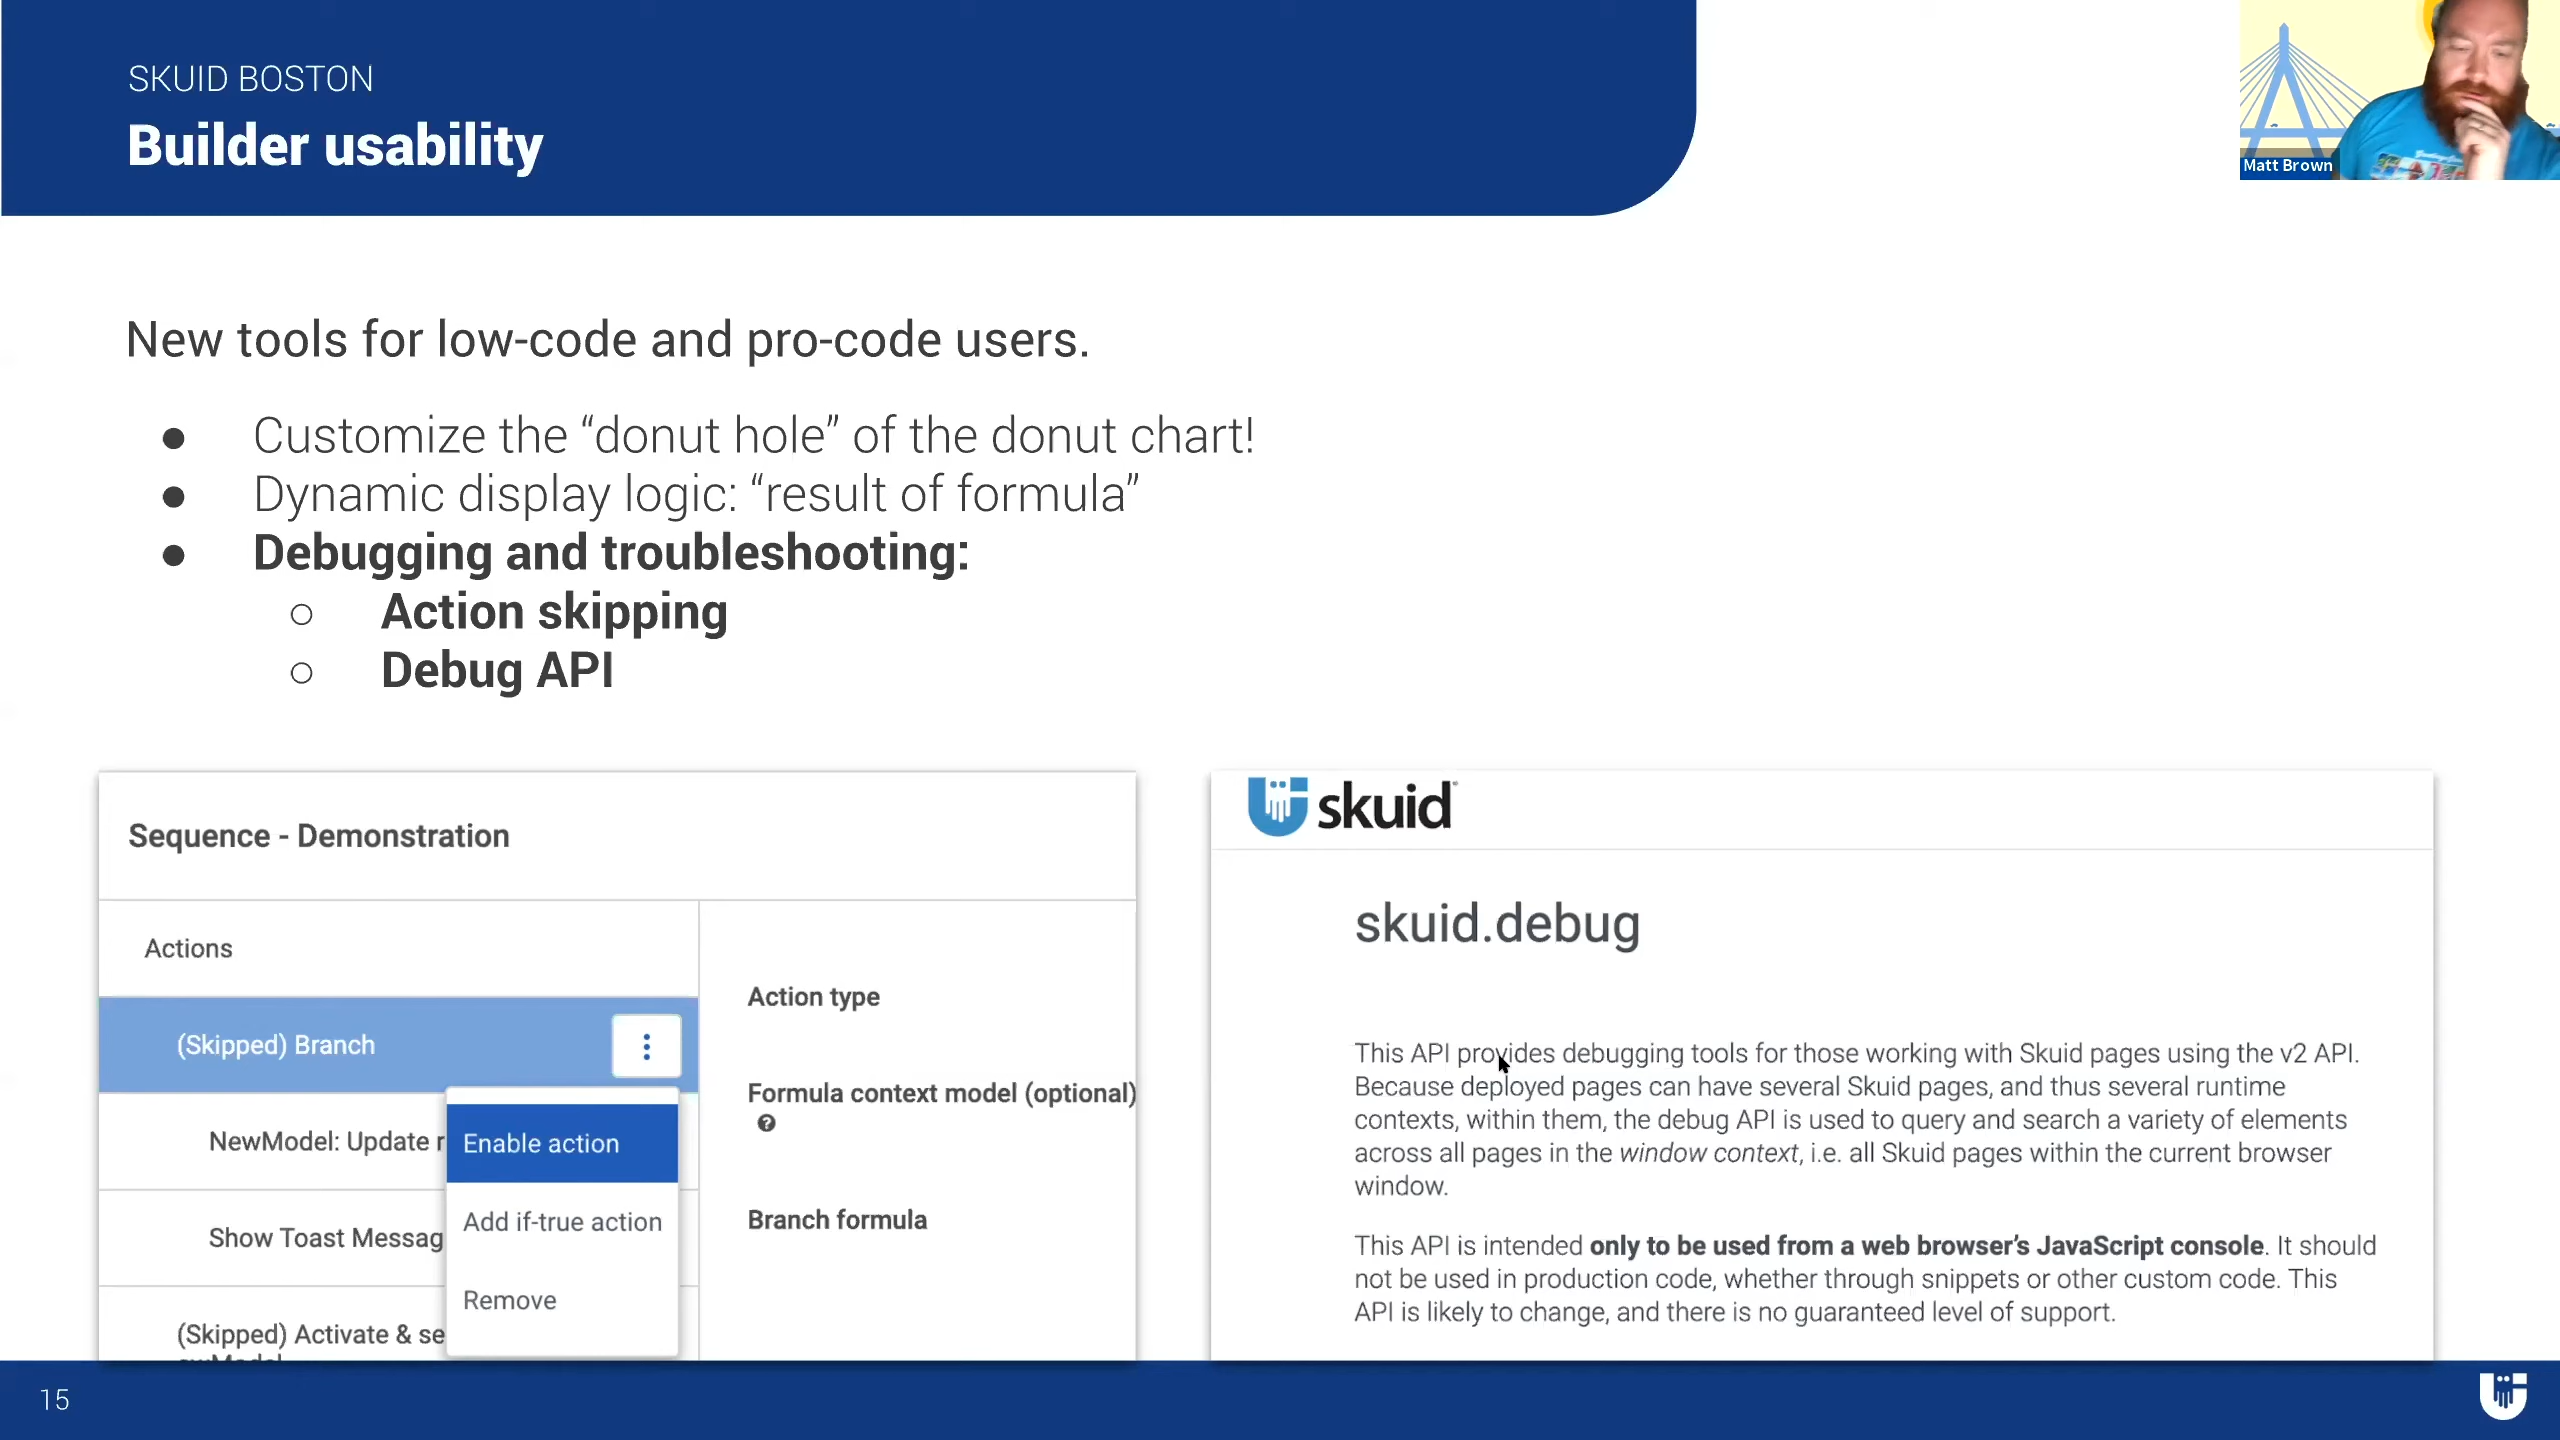 SKUID BOSTON
Builder usability
Matt Brown
New tools for low-code and pro-code users.
● Customize the “donut hole” of the donut chart!
● Dynamic display logic: “result of formula”
● Debugging and troubleshooting:
○ Action skipping
○ Debug API
Sequence - Demonstration
Actions
(Skipped) Branch
NewModel: Update r
Show Toast Messag
(Skipped) Activate & se
Enable action
Add if-true action
Remove
Action type
Formula context model (optional)
Branch formula
skuid
skuid.debug
This API provides debugging tools for those working with Skuid pages using the v2 API.
Because deployed pages can have several Skuid pages, and thus several runtime
contexts, within them, the debug API is used to query and search a variety of elements
across all pages in the window context, i.e. all Skuid pages within the current browser
window.
This API is intended only to be used from a web browser’s JavaScript console. It should
not be used in production code, whether through snippets or other custom code. This
API is likely to change, and there is no guaranteed level of support.
15